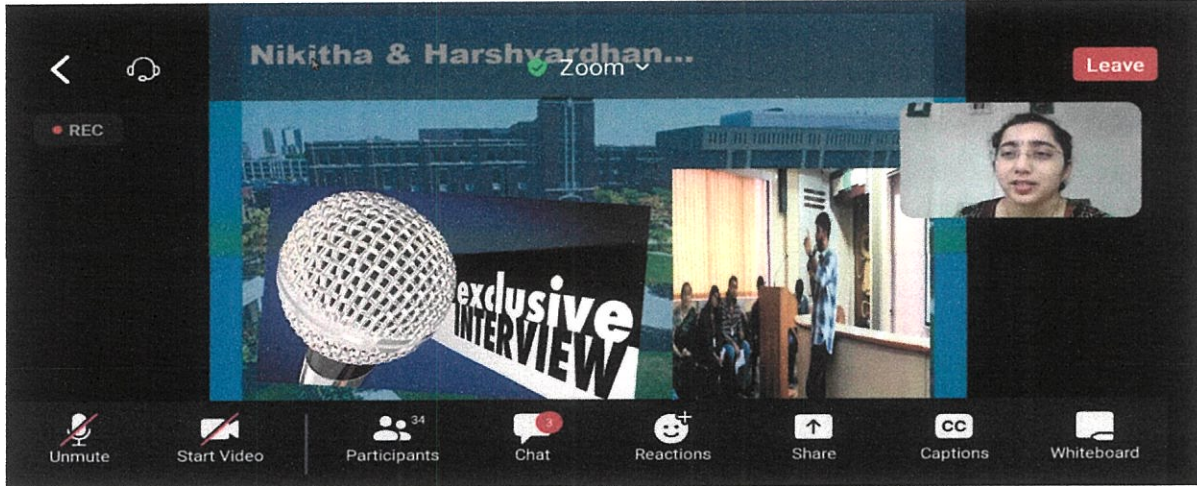 Nikitha & Harshvardhan...
Zoom
Leave
REC
exclusive
INTERVIEW
34
3
Unmute
Start Video
Participants
Chat
Reactions
Share
CC
Captions
Whiteboard